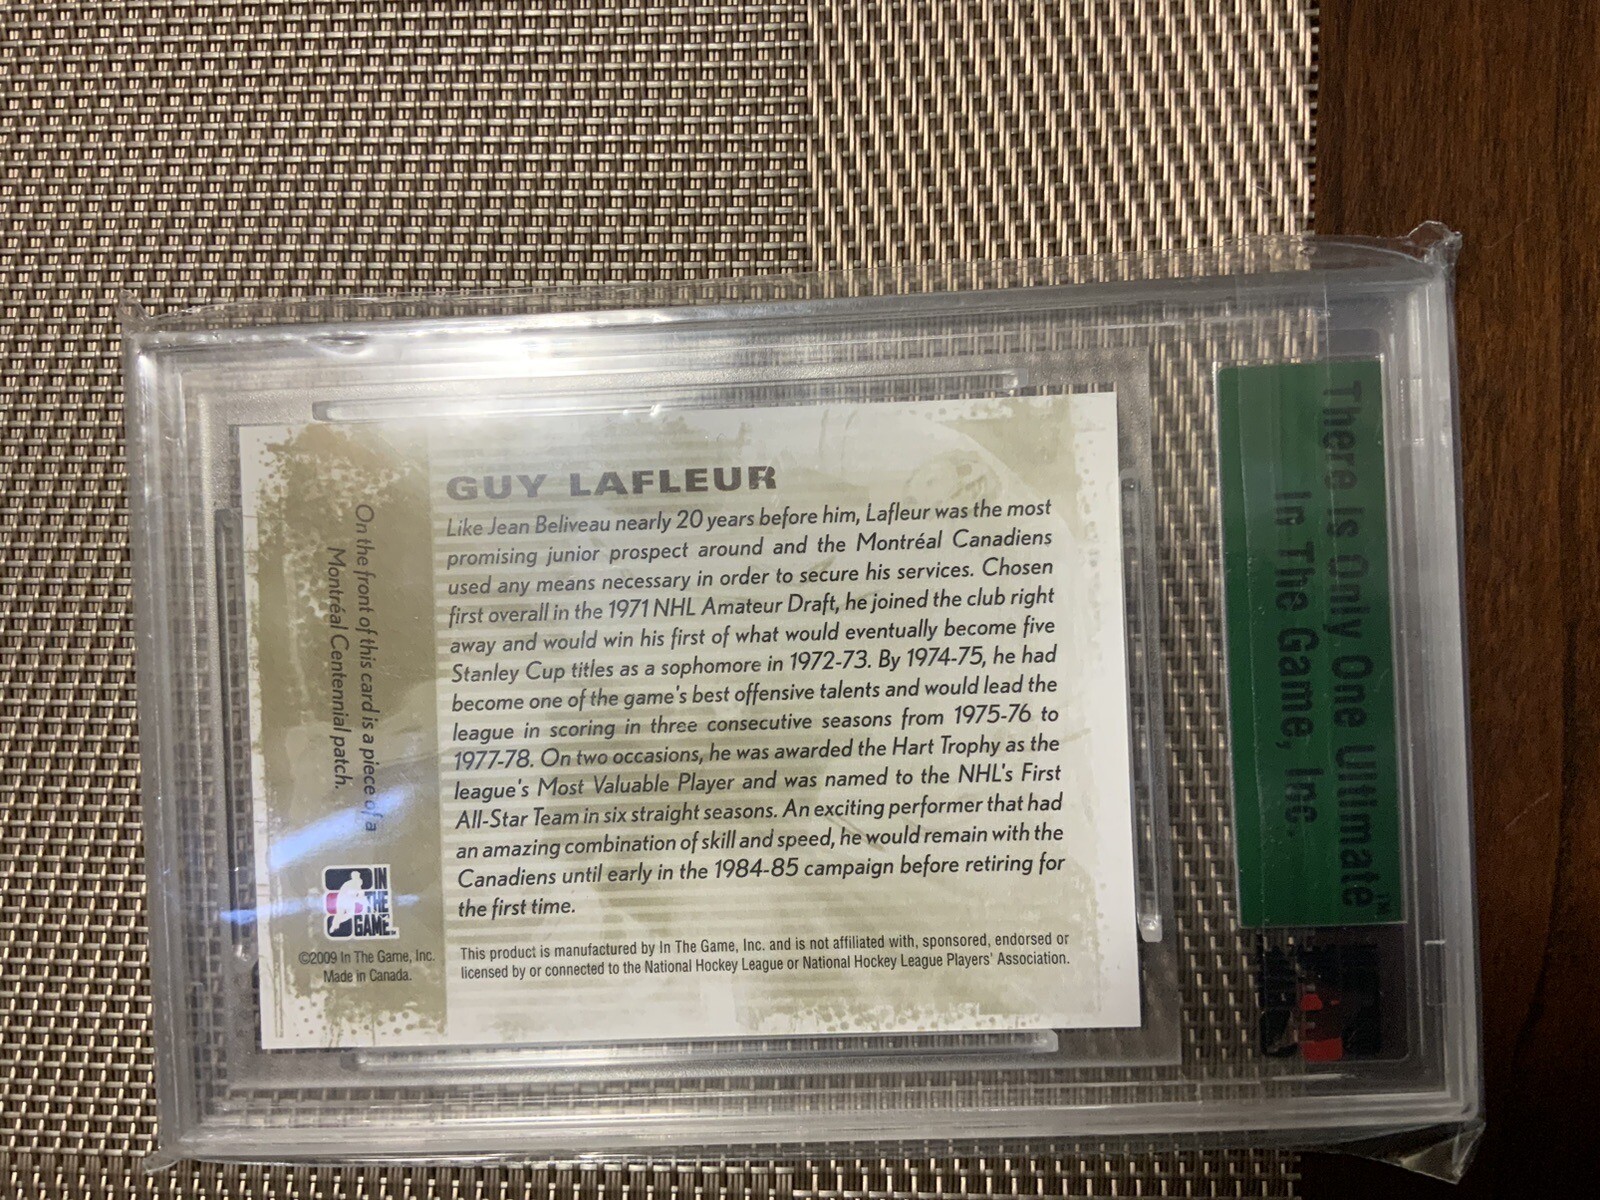 GUY LAFLEUR
Like Jean Beliveau nearly 20 years before him, Lafleur was the most
promising junior prospect around and the Montréal Canadiens
used any means necessary in order to secure his services. Chosen
first overall in the 1971 NHL Amateur Draft, he joined the club right
away and would win his first of what would eventually become five
Stanley Cup titles as a sophomore in 1972-73. By 1974-75, he had
become one of the game's best offensive talents and would lead the
league in scoring in three consecutive seasons from 1975-76 to
1977-78. On two occasions, he was awarded the Hart Trophy as the
league's Most Valuable Player and was named to the NHL's First
All-Star Team in six straight seasons. An exciting performer that had
an amazing combination of skill and speed, he would remain with the
Canadiens until early in the 1984-85 campaign before retiring for
the first time.
This product is manufactured by In The Game, Inc. and is not affiliated with, sponsored, endorsed or
licensed by or connected to the National Hockey League or National Hockey League Players' Association.
On the front of this card is a piece of a
Montréal Centennial patch.
IN
THE
GAME
©2009 In The Game, Inc.
Made in Canada.
There Is Only One Ultimate™
In The Game, Inc.